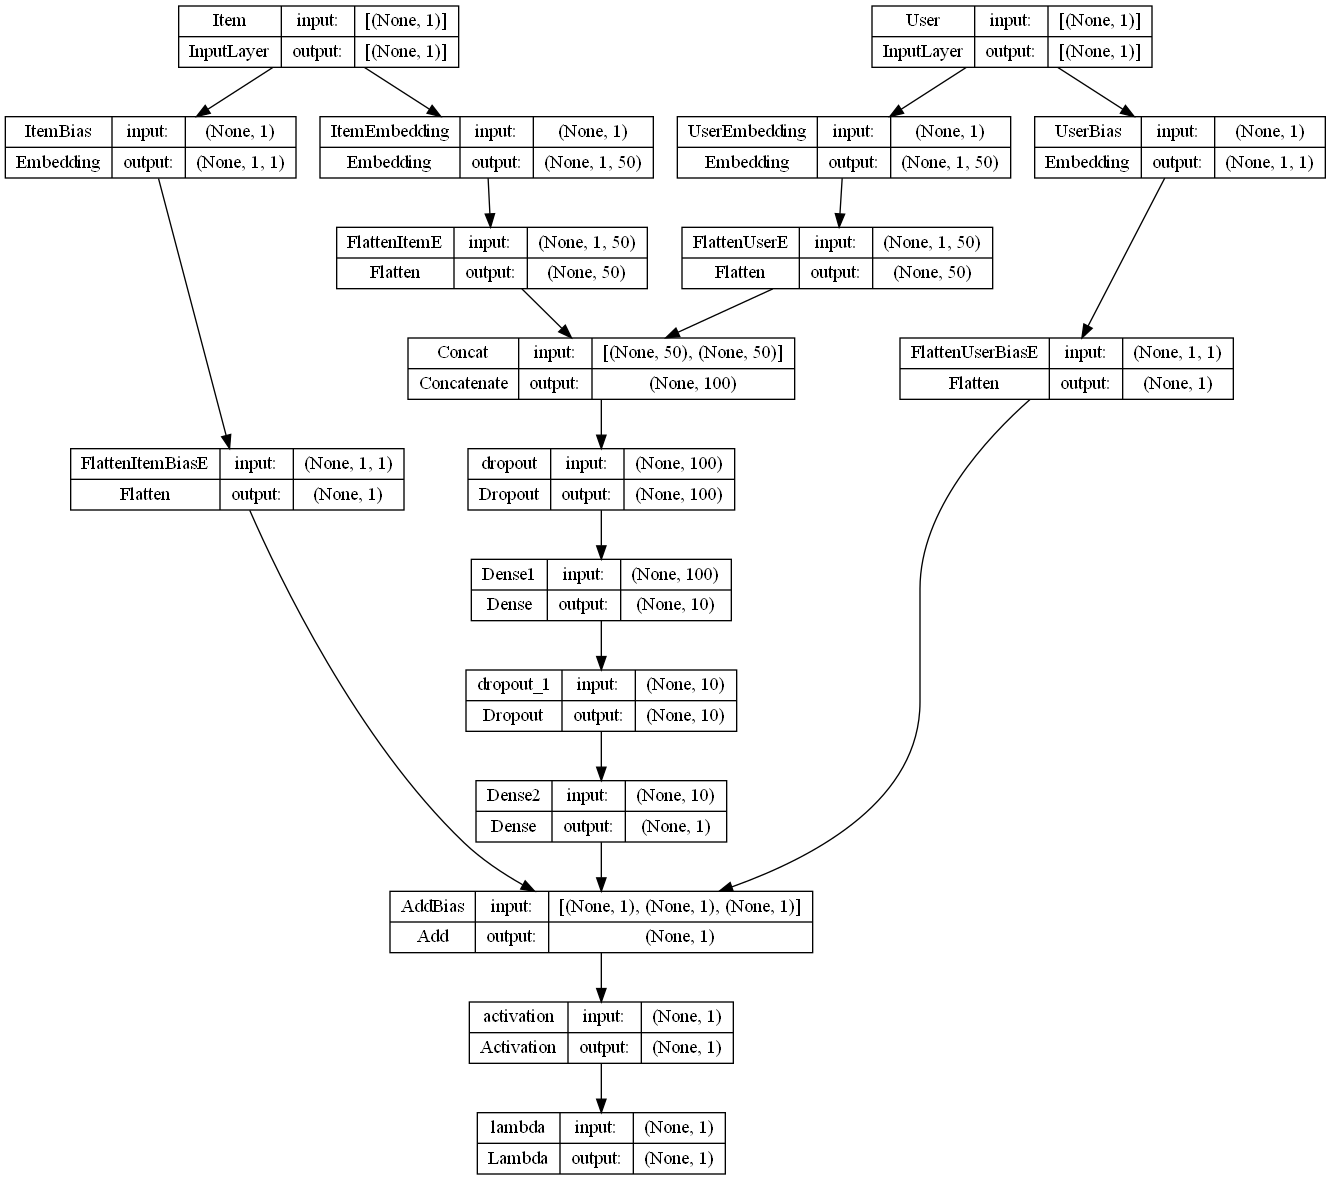 Item input: [(None, 1)]
InputLayer output: [(None, 1)]
User input: [(None, 1)]
InputLayer output: [(None, 1)]
ItemBias input: (None, 1)
Embedding output: (None, 1, 1)
ItemEmbedding input: (None, 1)
Embedding output: (None, 1, 50)
UserEmbedding input: (None, 1)
Embedding output: (None, 1, 50)
UserBias input: (None, 1)
Embedding output: (None, 1, 1)
FlattenItemE input: (None, 1, 50)
Flatten output: (None, 50)
FlattenUserE input: (None, 1, 50)
Flatten output: (None, 50)
Concat input: [(None, 50), (None, 50)]
Concatenate output: (None, 100)
FlattenUserBiasE input: (None, 1, 1)
Flatten output: (None, 1)
FlattenItemBiasE input: (None, 1, 1)
Flatten output: (None, 1)
dropout input: (None, 100)
Dropout output: (None, 100)
Dense1 input: (None, 100)
Dense output: (None, 10)
dropout_1 input: (None, 10)
Dropout output: (None, 10)
Dense2 input: (None, 10)
Dense output: (None, 1)
AddBias input: [(None, 1), (None, 1), (None, 1)]
Add output: (None, 1)
activation input: (None, 1)
Activation output: (None, 1)
lambda input: (None, 1)
Lambda output: (None, 1)